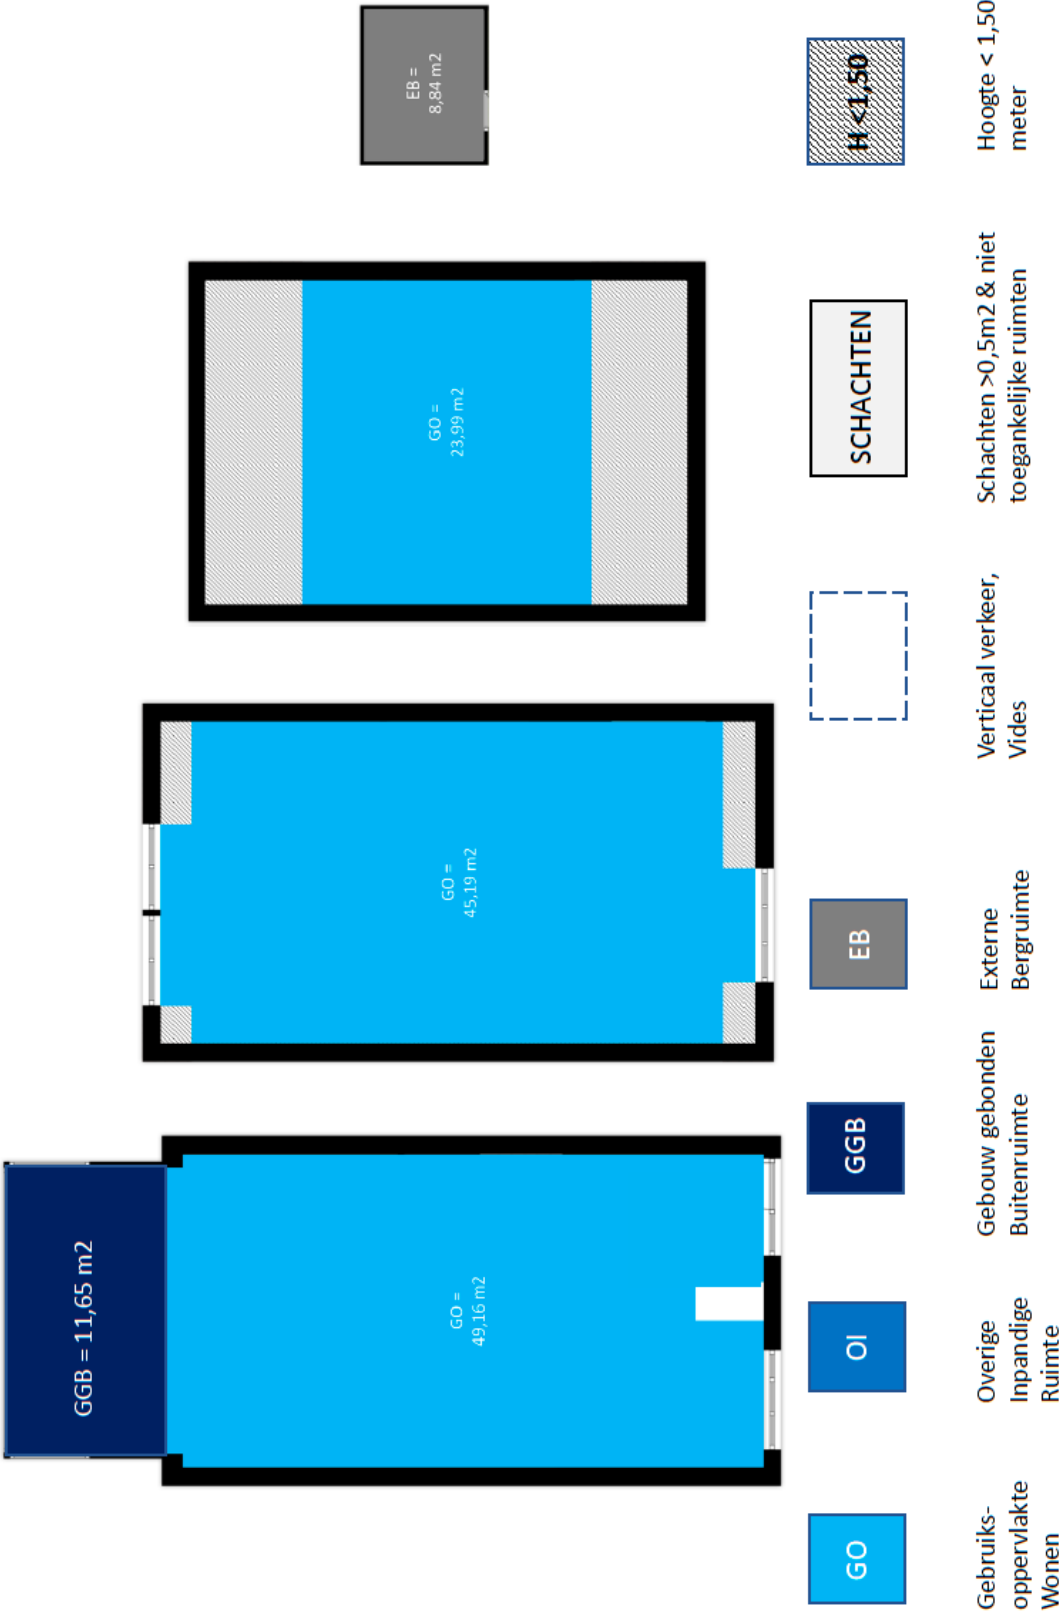 GGB = 11,65 m2
GO =
49,16 m2
GO =
45,19 m2
GO =
23,99 m2
EB =
8,84 m2
GO
Gebruiks-
oppervlakte
Wonen
OI
Overige
Inpandige
Ruimte
GGB
Gebouw gebonden
Buitenruimte
EB
Externe
Bergruimte
Verticaal verkeer,
Vides
SCHACHTEN
Schachten >0,5m2 & niet
toegankelijke ruimten
H <1,50
Hoogte < 1,50
meter